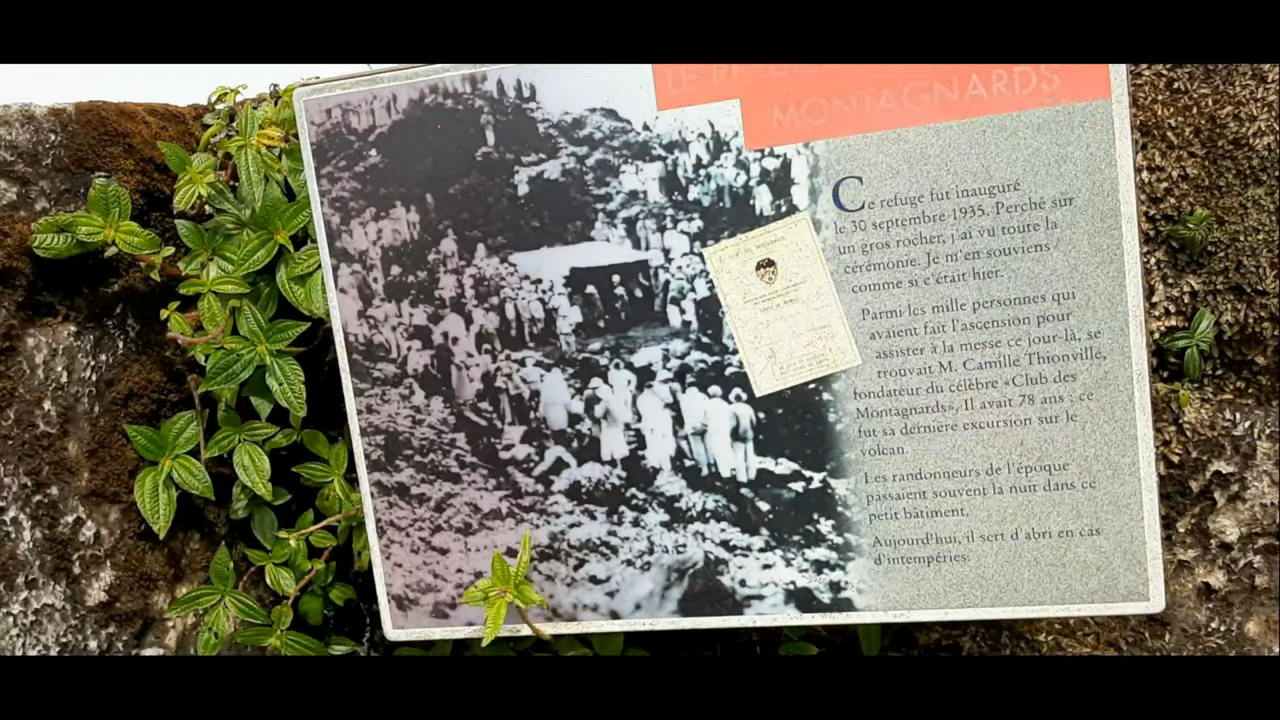 MONTAGNARDS
Ce refuge fut inauguré
le 30 septembre 1935. Perché sur
un gros rocher, j'ai vu toute la
cérémonie. Je m'en souviens
comme si c'était hier.
Parmi les mille personnes qui
avaient fait l'ascension pour
assister à la messe ce jour-là, se
trouvait M. Camille Thionville,
fondateur du célèbre «Club des
Montagnards». Il avait 78 ans : ce
fut sa dernière excursion sur le
volcan.
Les randonneurs de l'époque
passaient souvent la nuit dans ce
petit bâtiment.
Aujourd'hui, il sert d'abri en cas
d'intempéries.